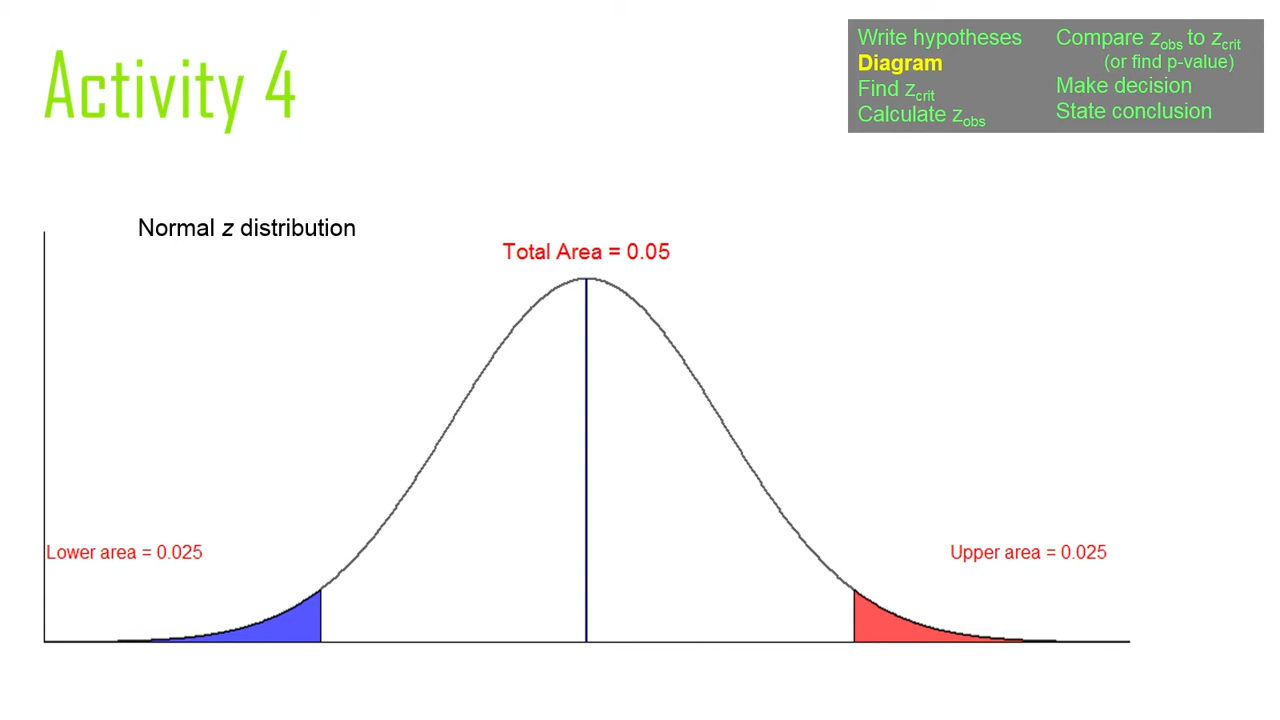 Activity 4
Write hypotheses
Diagram
Find zcrit
Calculate zobs
Compare zobs to zcrit
(or find p-value)
Make decision
State conclusion
Normal z distribution
Total Area = 0.05
Lower area = 0.025
Upper area = 0.025